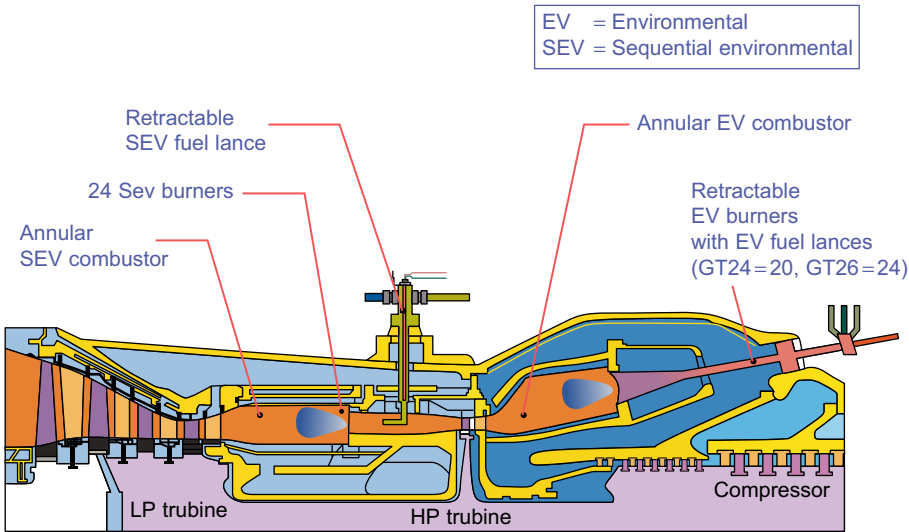 EV = Environmental
SEV = Sequential environmental
Retractable
SEV fuel lance
Annular EV combustor
24 Sev burners
Retractable
EV burners
with EV fuel lances
(GT24=20, GT26=24)
Annular
SEV combustor
Compressor
LP trubine
HP trubine